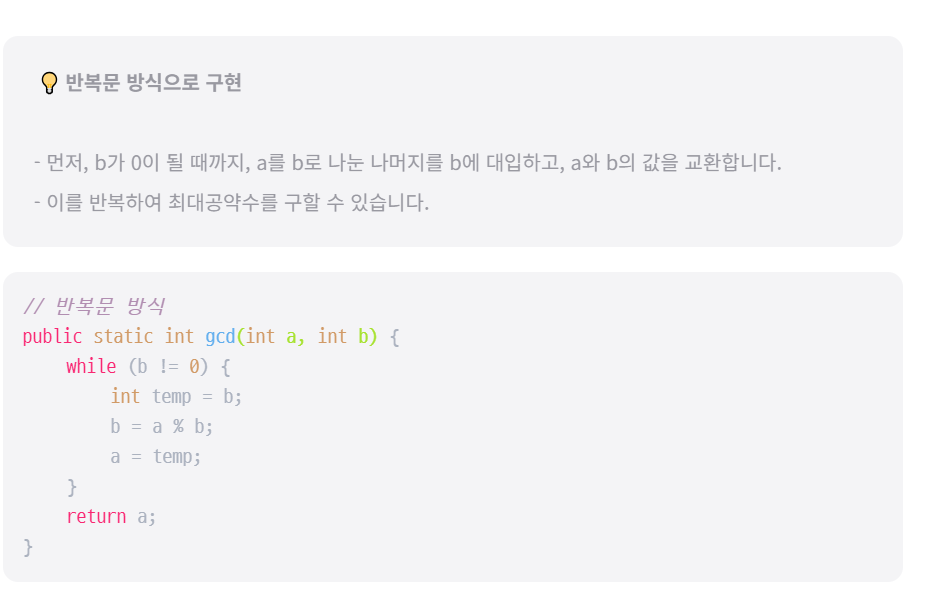 💡 반복문 방식으로 구현
- 먼저, b가 0이 될 때까지, a를 b로 나눈 나머지를 b에 대입하고, a와 b의 값을 교환합니다.
- 이를 반복하여 최대공약수를 구할 수 있습니다.
// 반복문 방식
public static int gcd(int a, int b) {
    while (b != 0) {
        int temp = b;
        b = a % b;
        a = temp;
    }
    return a;
}